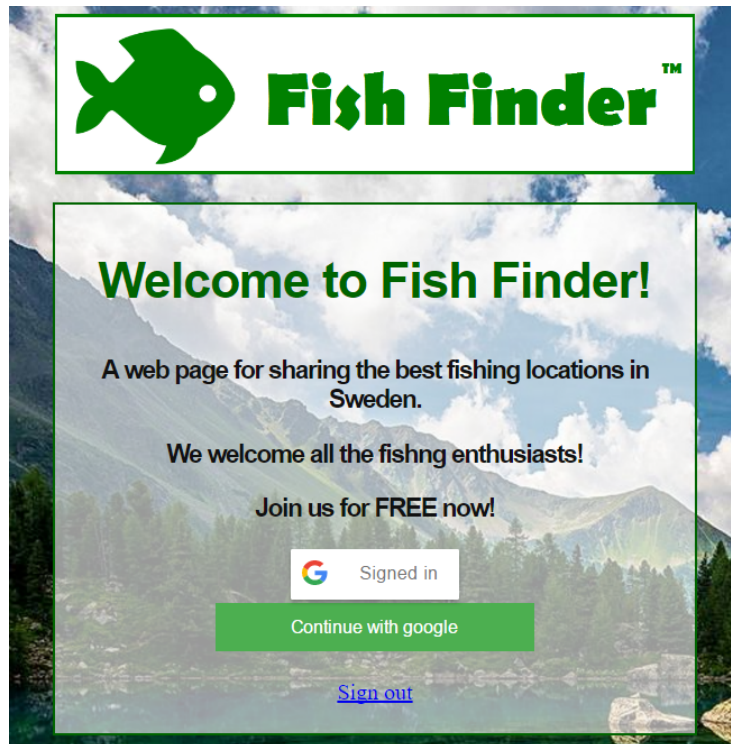 Fish Finder™
Welcome to Fish Finder!
A web page for sharing the best fishing locations in
Sweden.
We welcome all the fishng enthusiasts!
Join us for FREE now!
Signed in
Continue with google
Sign out